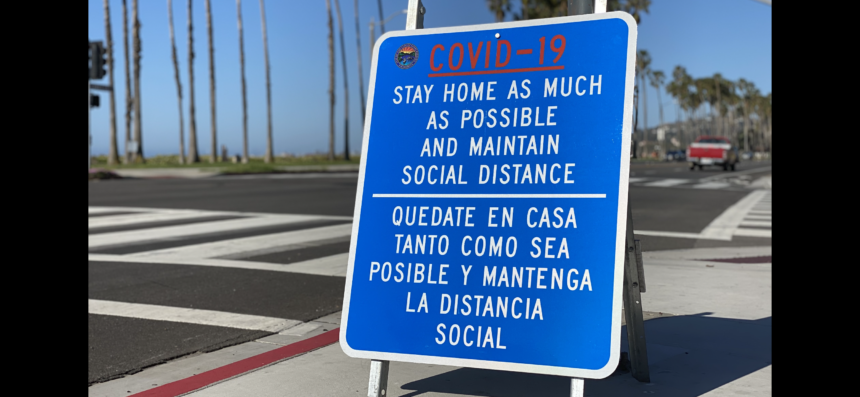 COVID-19
STAY HOME AS MUCH
AS POSSIBLE
AND MAINTAIN
SOCIAL DISTANCE
QUEDATE EN CASA
TANTO COMO SEA
POSIBLE Y MANTENGA
LA DISTANCIA
SOCIAL